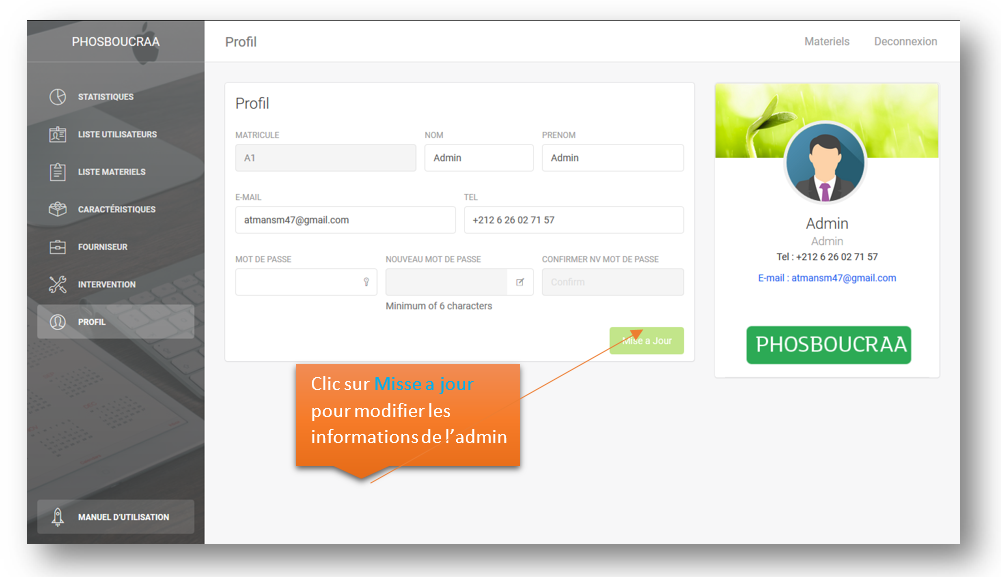 PHOSBOUCRAA
Profil
Materiels
Deconnexion
STATISTIQUES
LISTE UTILISATEURS
LISTE MATERIELS
CARACTÉRISTIQUES
FOURNISEUR
INTERVENTION
PROFIL
MANUEL D'UTILISATION
Profil
MATRICULE NOM PRENOM
A1 Admin Admin
E-MAIL TEL
atmansm47@gmail.com +212 6 26 02 71 57
MOT DE PASSE NOUVEAU MOT DE PASSE CONFIRMER NV MOT DE PASSE
Confirm
Minimum of 6 characters
Mise a Jour
Clic sur Misse a jour
pour modifier les
informations de l'admin
Admin
Admin
Tel : +212 6 26 02 71 57
E-mail : atmansm47@gmail.com
PHOSBOUCRAA